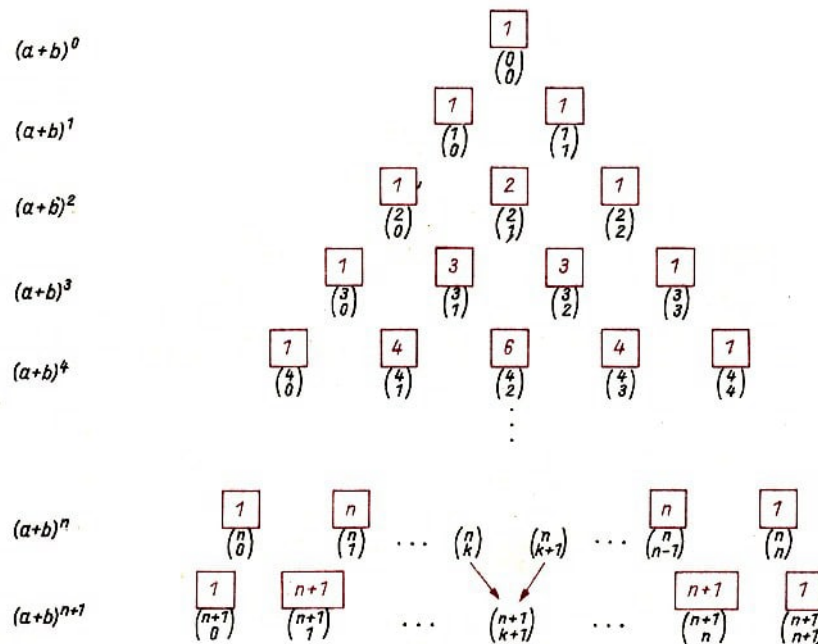 (a+b)^0 1
(0 0)
(a+b)^1 1 1
(1 0) (1 1)
(a+b)^2 1 2 1
(2 0) (2 1) (2 2)
(a+b)^3 1 3 3 1
(3 0) (3 1) (3 2) (3 3)
(a+b)^4 1 4 6 4 1
(4 0) (4 1) (4 2) (4 3) (4 4)
(a+b)^n 1 n n 1
(n 0) (n 1) ... (n k) (n k+1) ... (n n-1) (n n)
(a+b)^{n+1} 1 n+1 n+1 1
(n+1 0) (n+1 1) ... (n+1 k+1) ... (n+1 n) (n+1 n+1)